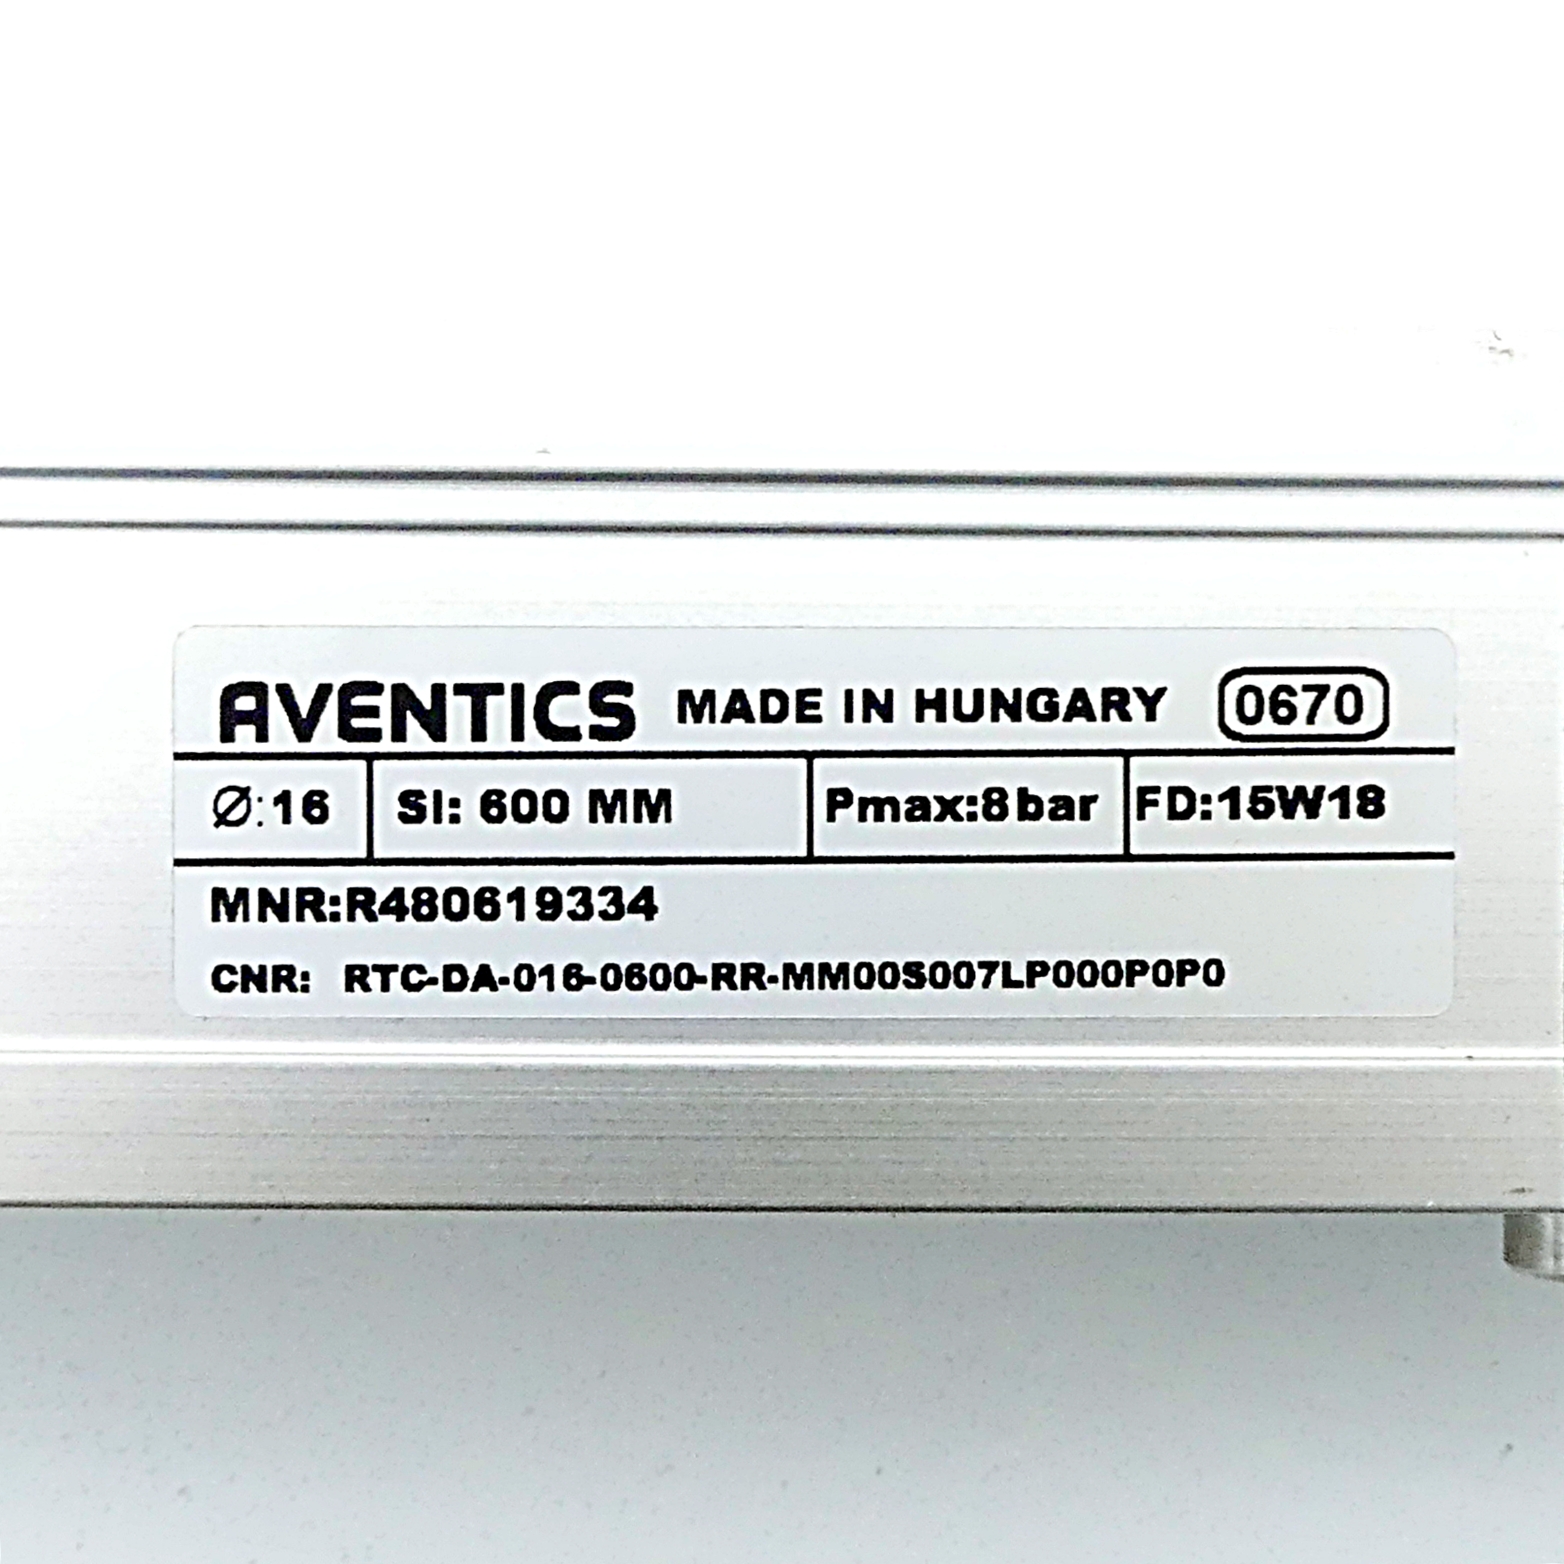 AVENTICS MADE IN HUNGARY 0670
Ø:16 SI: 600 MM Pmax:8bar FD:15W18
MNR:R480619334
CNR: RTC-DA-016-0600-RR-MM00S007LP000P0P0